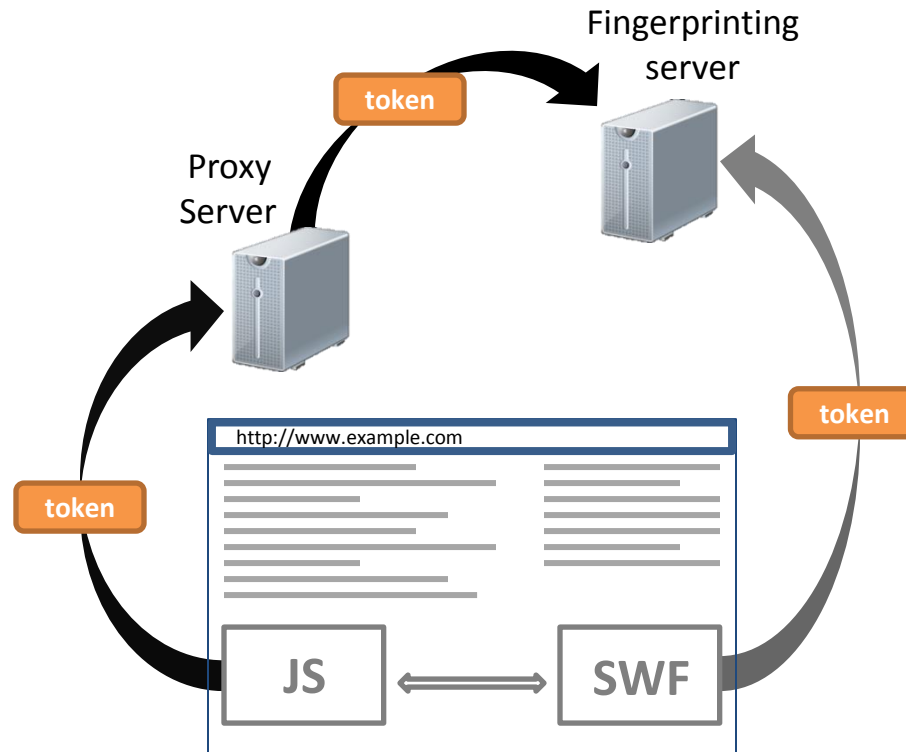 Fingerprinting
server
token
Proxy
Server
token
http://www.example.com
token
JS
SWF